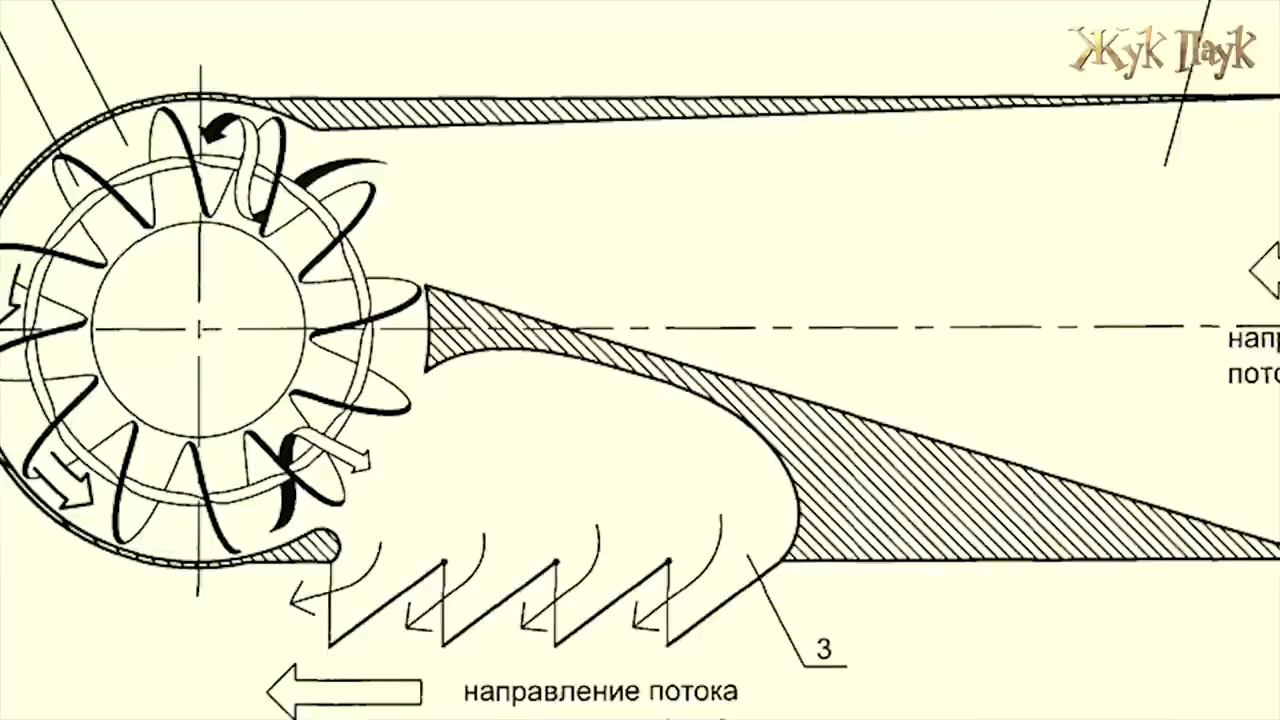 Жук Паук
напр
пото
3
направление потока